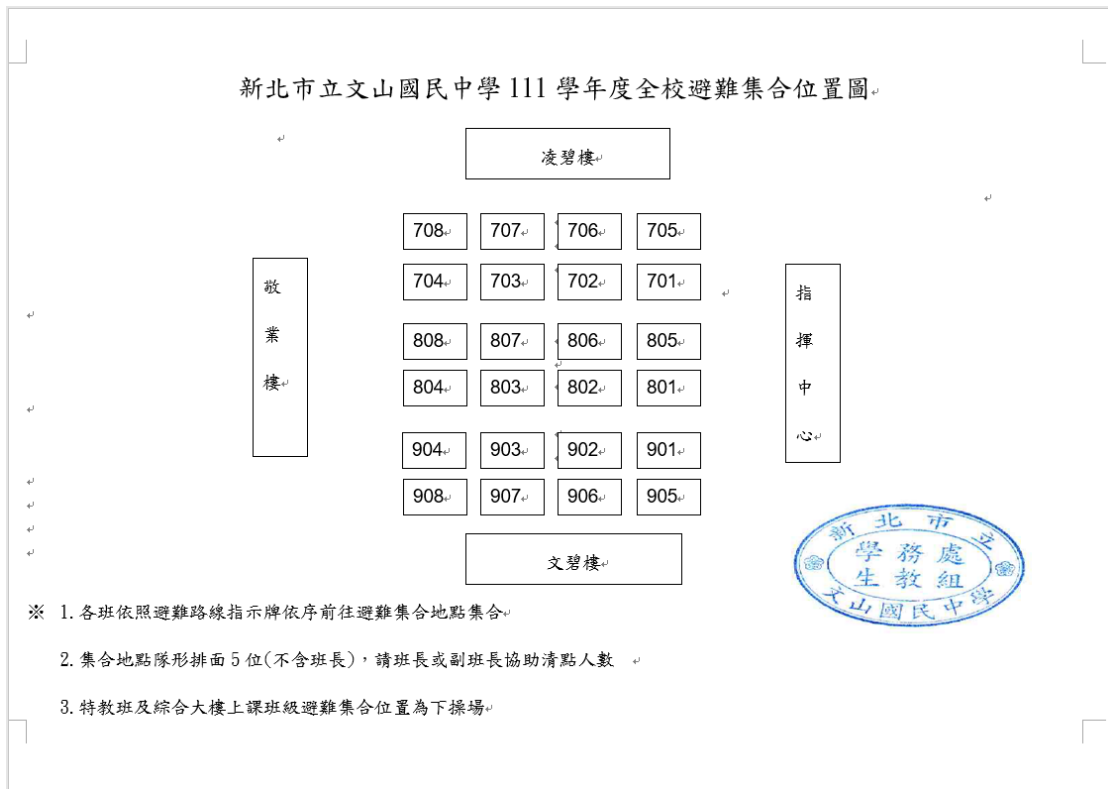 新北市立文山國民中學 111 學年度全校避難集合位置圖
凌碧樓
708 707 706 705
704 703 702 701
敬業樓
指揮中心
808 807 806 805
804 803 802 801
904 903 902 901
908 907 906 905
文碧樓
新北市立
學務處
生教組
文山國民中學
※ 1. 各班依照避難路線指示牌依序前往避難集合地點集合
2. 集合地點隊形排面 5 位(不含班長)，請班長或副班長協助清點人數
3. 特教班及綜合大樓上課班級避難集合位置為下操場